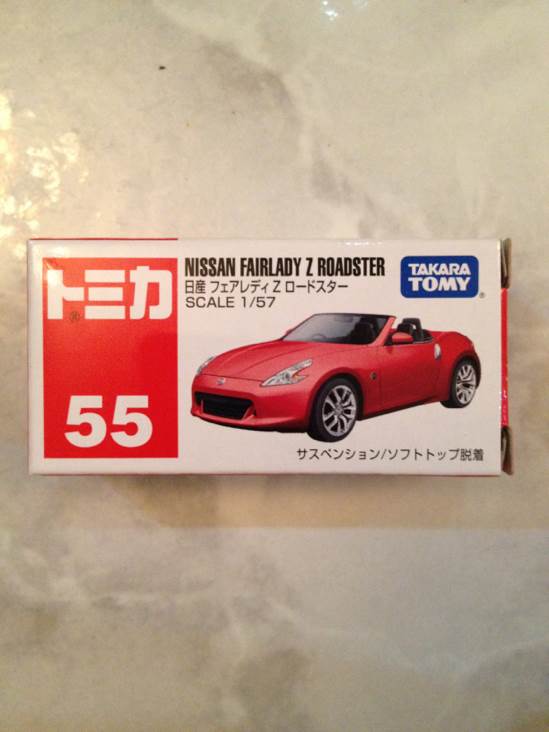 トミカ
®
55
NISSAN FAIRLADY Z ROADSTER
日産 フェアレディ Z ロードスター
SCALE 1/57
TAKARA
TOMY®
サスペンション/ソフトトップ脱着